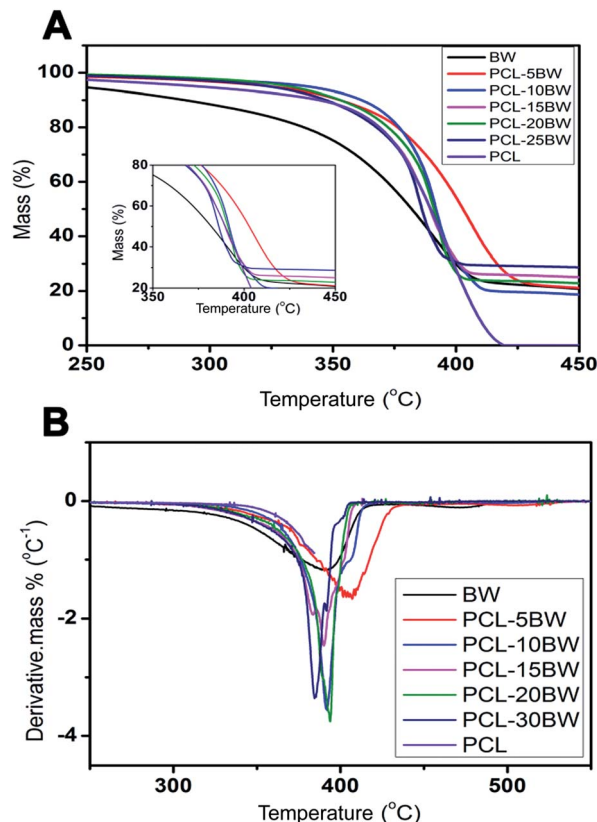 A
100
80
60
40
20
0
Mass (%)
250
300
350
400
450
Temperature (°C)
BW
PCL-5BW
PCL-10BW
PCL-15BW
PCL-20BW
PCL-25BW
PCL
80
60
40
20
Mass (%)
350
400
450
Temperature (°C)
B
0
-2
-4
Derivative.mass % (°C⁻¹)
300
400
500
Temperature (°C)
BW
PCL-5BW
PCL-10BW
PCL-15BW
PCL-20BW
PCL-30BW
PCL